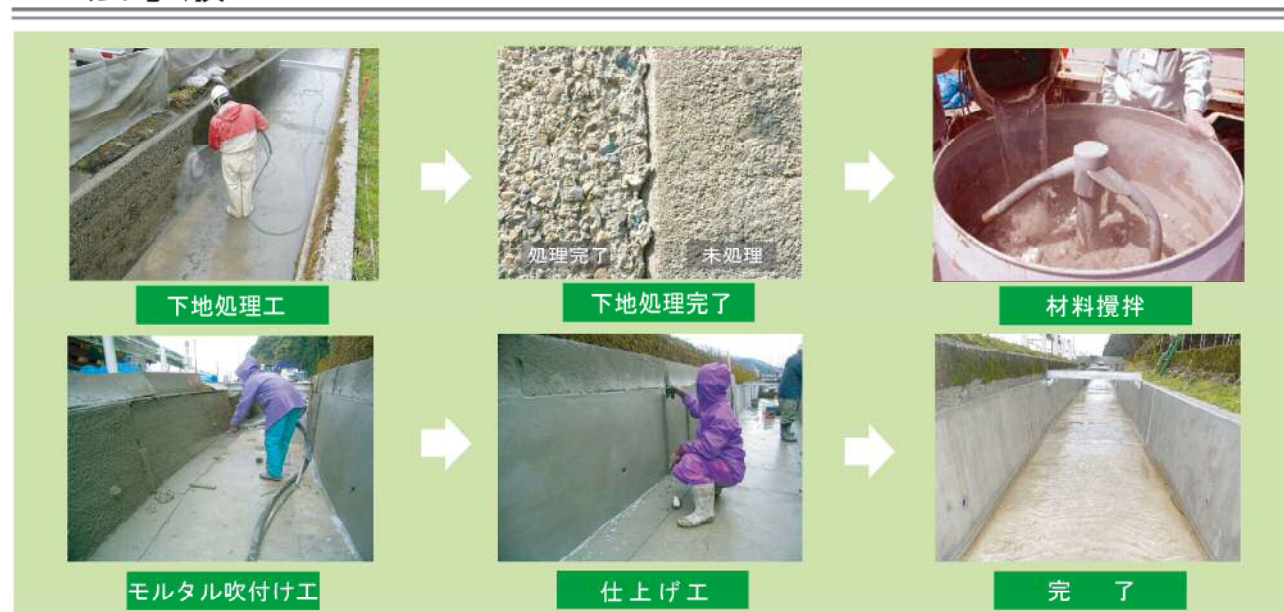 処理完了 未処理
下地処理工
下地処理完了
材料攪拌
モルタル吹付け工
仕上げ工
完　了